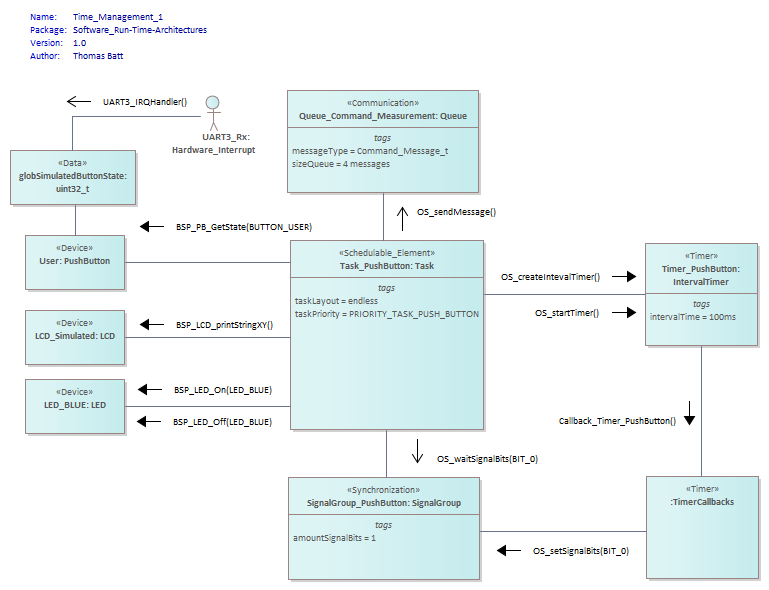 Name: Time_Management_1
Package: Software_Run-Time-Architectures
Version: 1.0
Author: Thomas Batt
UART3_IRQHandler()
UART3_Rx:
Hardware_Interrupt
«Communication»
Queue_Command_Measurement: Queue
tags
messageType = Command_Message_t
sizeQueue = 4 messages
«Data»
globSimulatedButtonState:
uint32_t
OS_sendMessage()
BSP_PB_GetState(BUTTON_USER)
«Device»
User: PushButton
«Schedulable_Element»
Task_PushButton: Task
tags
taskLayout = endless
taskPriority = PRIORITY_TASK_PUSH_BUTTON
OS_createIntevalTimer()
OS_startTimer()
«Timer»
Timer_PushButton:
IntervalTimer
tags
intervalTime = 100ms
«Device»
LCD_Simulated: LCD
BSP_LCD_printStringXY()
«Device»
LED_BLUE: LED
BSP_LED_On(LED_BLUE)
BSP_LED_Off(LED_BLUE)
Callback_Timer_PushButton()
OS_waitSignalBits(BIT_0)
«Synchronization»
SignalGroup_PushButton: SignalGroup
tags
amountSignalBits = 1
«Timer»
:TimerCallbacks
OS_setSignalBits(BIT_0)